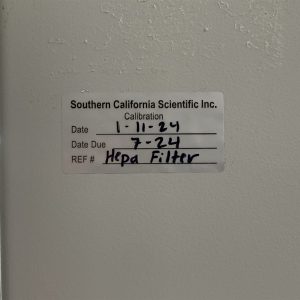 Southern California Scientific Inc.
Calibration
Date 1-11-24
Date Due 7-24
REF # Hepa Filter